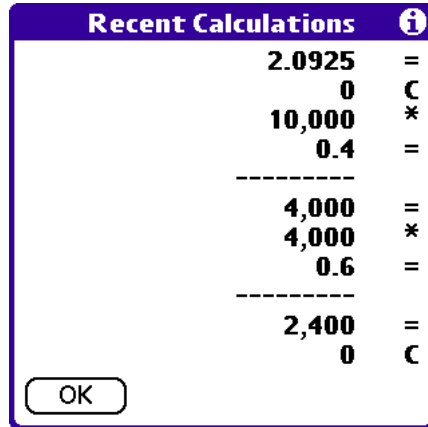 Recent Calculations i
2.0925 =
0 C
10,000 *
0.4 =
---------
4,000 =
4,000 *
0.6 =
---------
2,400 =
0 C
OK